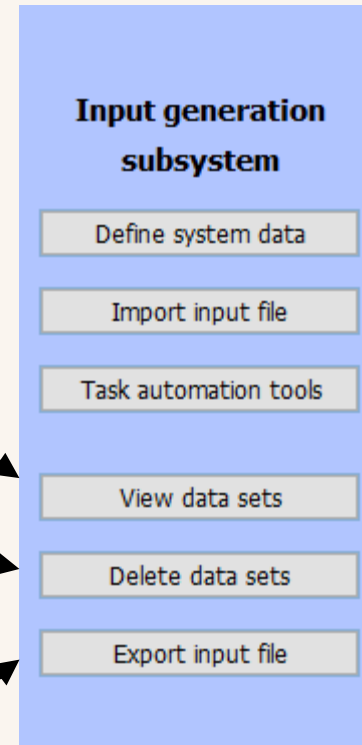 Input generation
subsystem
Define system data
Import input file
Task automation tools
View data sets
Delete data sets
Export input file